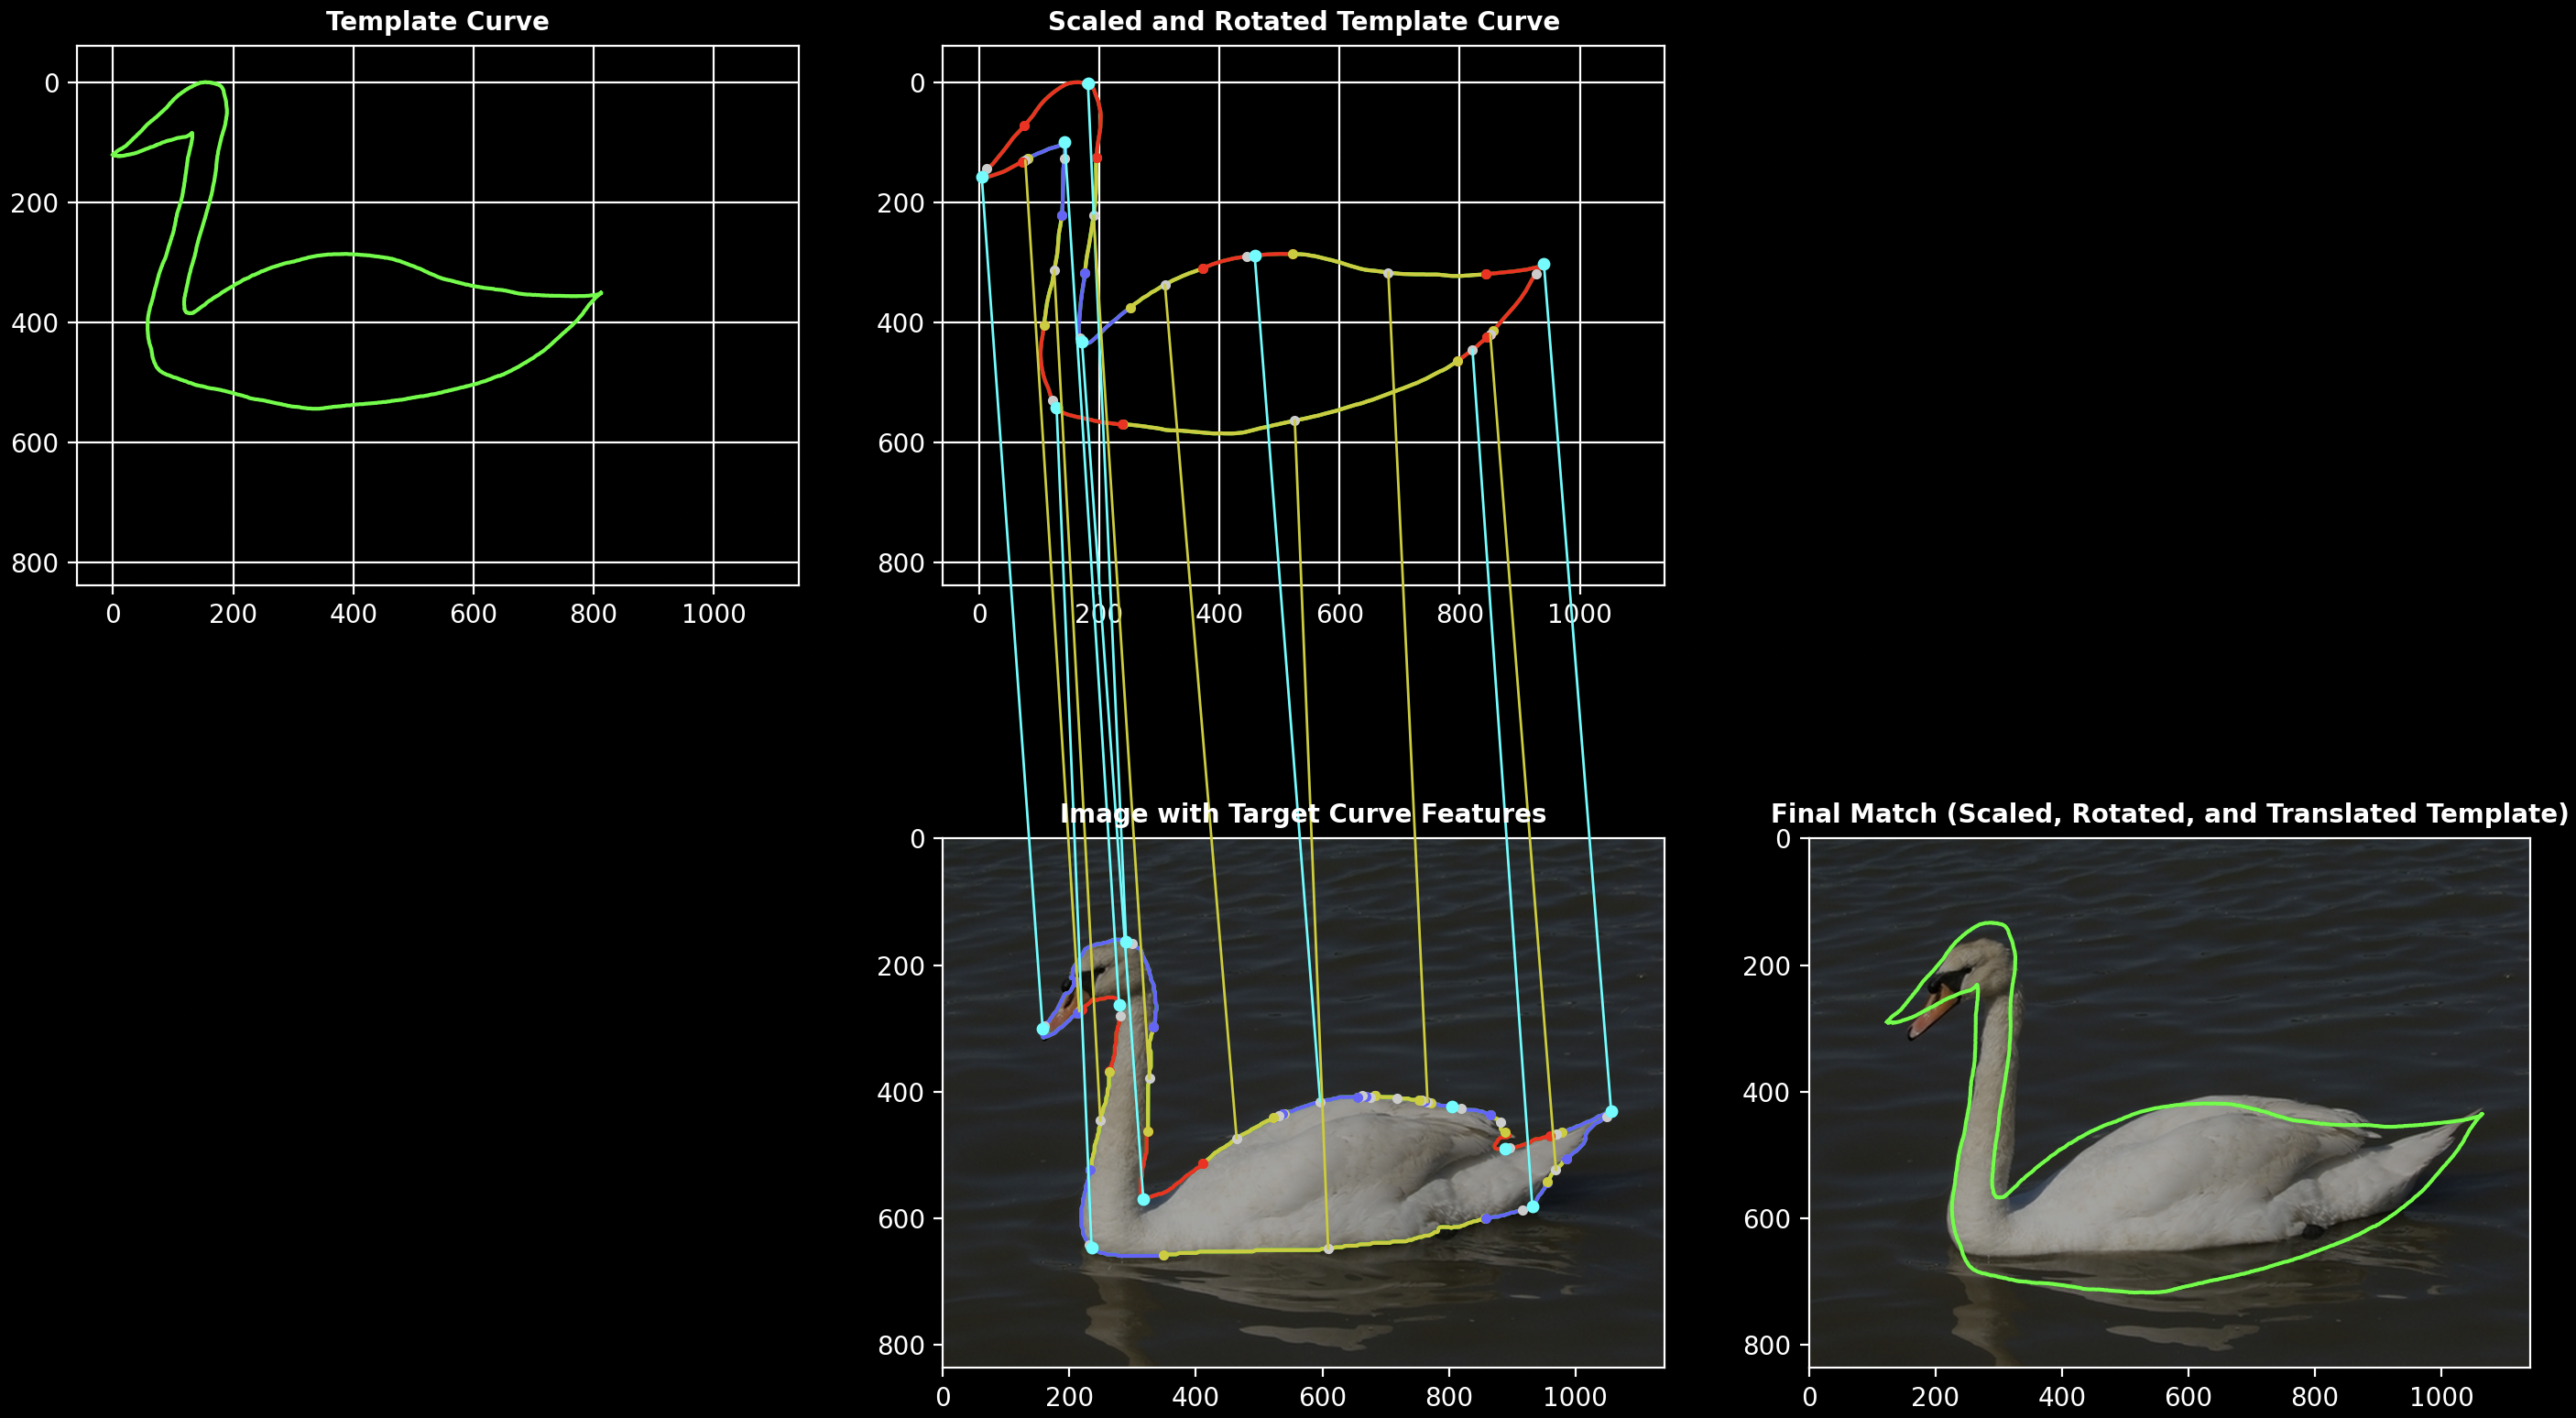 Template Curve
0
200
400
600
800
0 200 400 600 800 1000
Scaled and Rotated Template Curve
0
200
400
600
800
0 200 400 600 800 1000
Image with Target Curve Features
0
200
400
600
800
0 200 400 600 800 1000
Final Match (Scaled, Rotated, and Translated Template)
0
200
400
600
800
0 200 400 600 800 1000